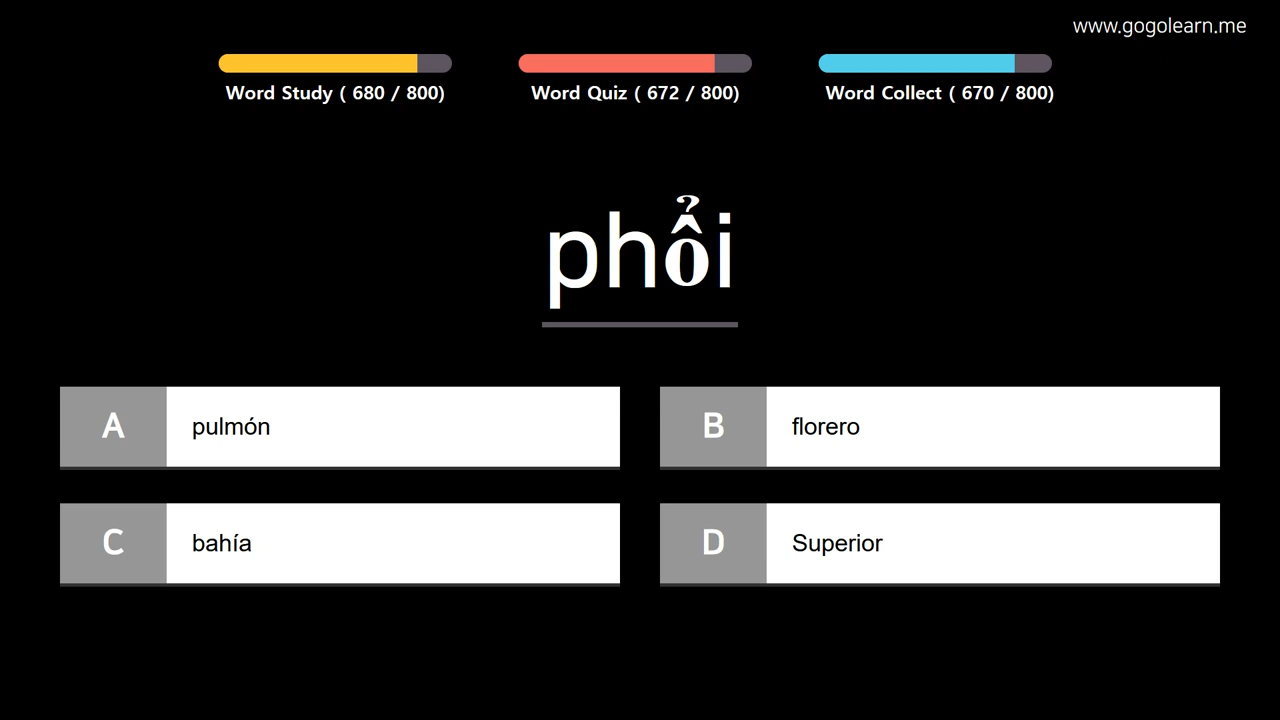 www.gogolearn.me
Word Study ( 680 / 800)
Word Quiz ( 672 / 800)
Word Collect ( 670 / 800)
phổi
A pulmón
B florero
C bahía
D Superior